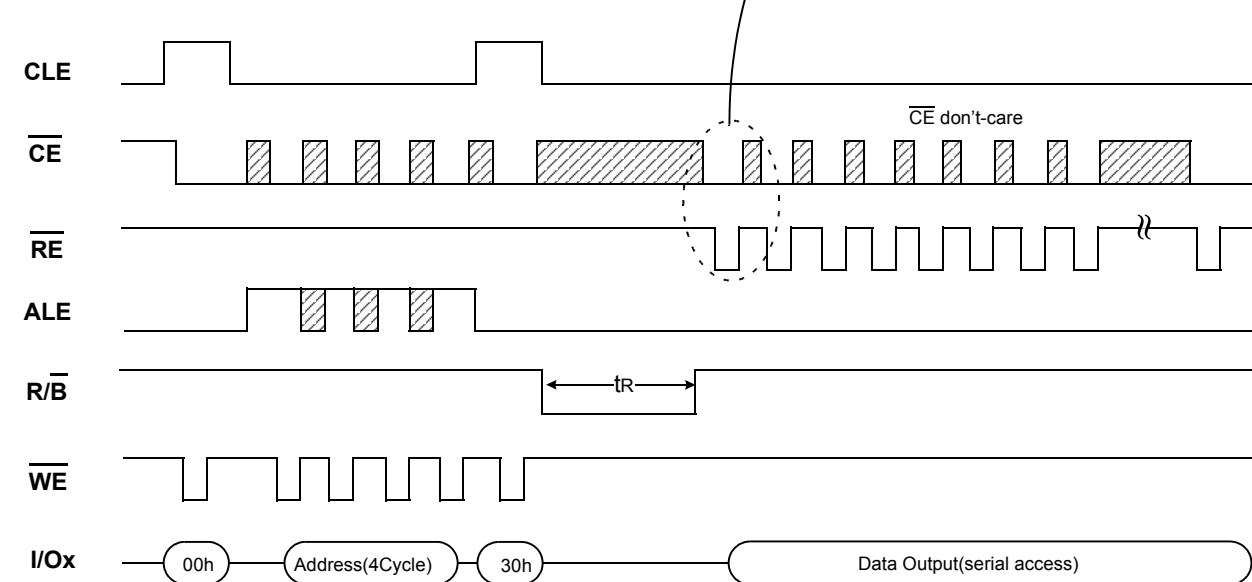 CLE
CE don't-care
CE
RE
ALE
R/B
tR
WE
I/Ox
00h
Address(4Cycle)
30h
Data Output(serial access)